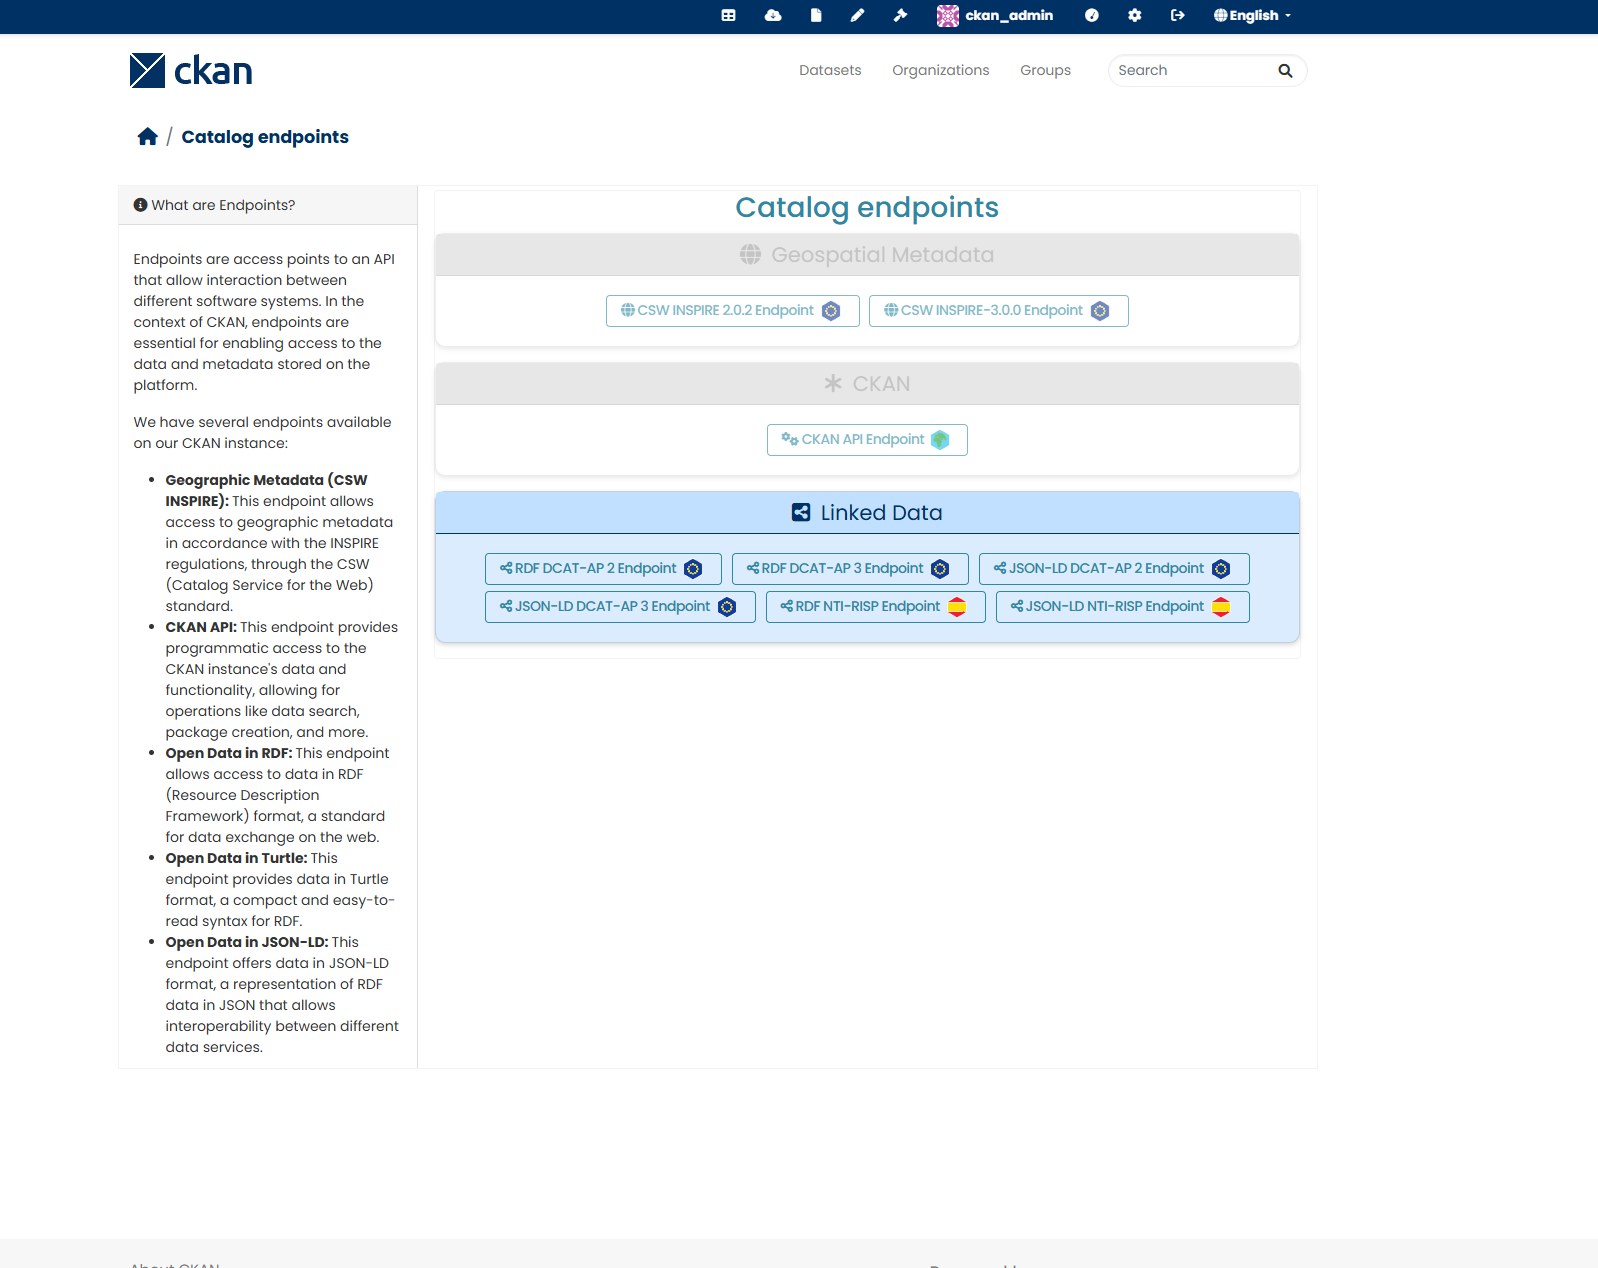 ckan_admin
English
ckan
Datasets
Organizations
Groups
Search
/ Catalog endpoints
What are Endpoints?
Endpoints are access points to an API
that allow interaction between
different software systems. In the
context of CKAN, endpoints are
essential for enabling access to the
data and metadata stored on the
platform.
We have several endpoints available
on our CKAN instance:
• Geographic Metadata (CSW
INSPIRE): This endpoint allows
access to geographic metadata
in accordance with the INSPIRE
regulations, through the CSW
(Catalog Service for the Web)
standard.
• CKAN API: This endpoint provides
programmatic access to the
CKAN instance's data and
functionality, allowing for
operations like data search,
package creation, and more.
• Open Data in RDF: This endpoint
allows access to data in RDF
(Resource Description
Framework) format, a standard
for data exchange on the web.
• Open Data in Turtle: This
endpoint provides data in Turtle
format, a compact and easy-to-
read syntax for RDF.
• Open Data in JSON-LD: This
endpoint offers data in JSON-LD
format, a representation of RDF
data in JSON that allows
interoperability between different
data services.
Catalog endpoints
Geospatial Metadata
CSW INSPIRE 2.0.2 Endpoint
CSW INSPIRE-3.0.0 Endpoint
CKAN
CKAN API Endpoint
Linked Data
RDF DCAT-AP 2 Endpoint
RDF DCAT-AP 3 Endpoint
JSON-LD DCAT-AP 2 Endpoint
JSON-LD DCAT-AP 3 Endpoint
RDF NTI-RISP Endpoint
JSON-LD NTI-RISP Endpoint
About CKAN